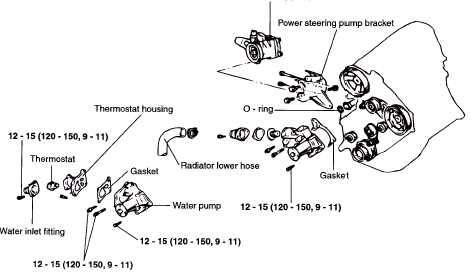 Power steering pump bracket
O - ring
Thermostat housing
12 - 15 (120 - 150, 9 - 11)
Thermostat
Gasket
Radiator lower hose
Gasket
Water pump
12 - 15 (120 - 150, 9 - 11)
Water inlet fitting
12 - 15 (120 - 150, 9 - 11)
12 - 15 (120 - 150, 9 - 11)